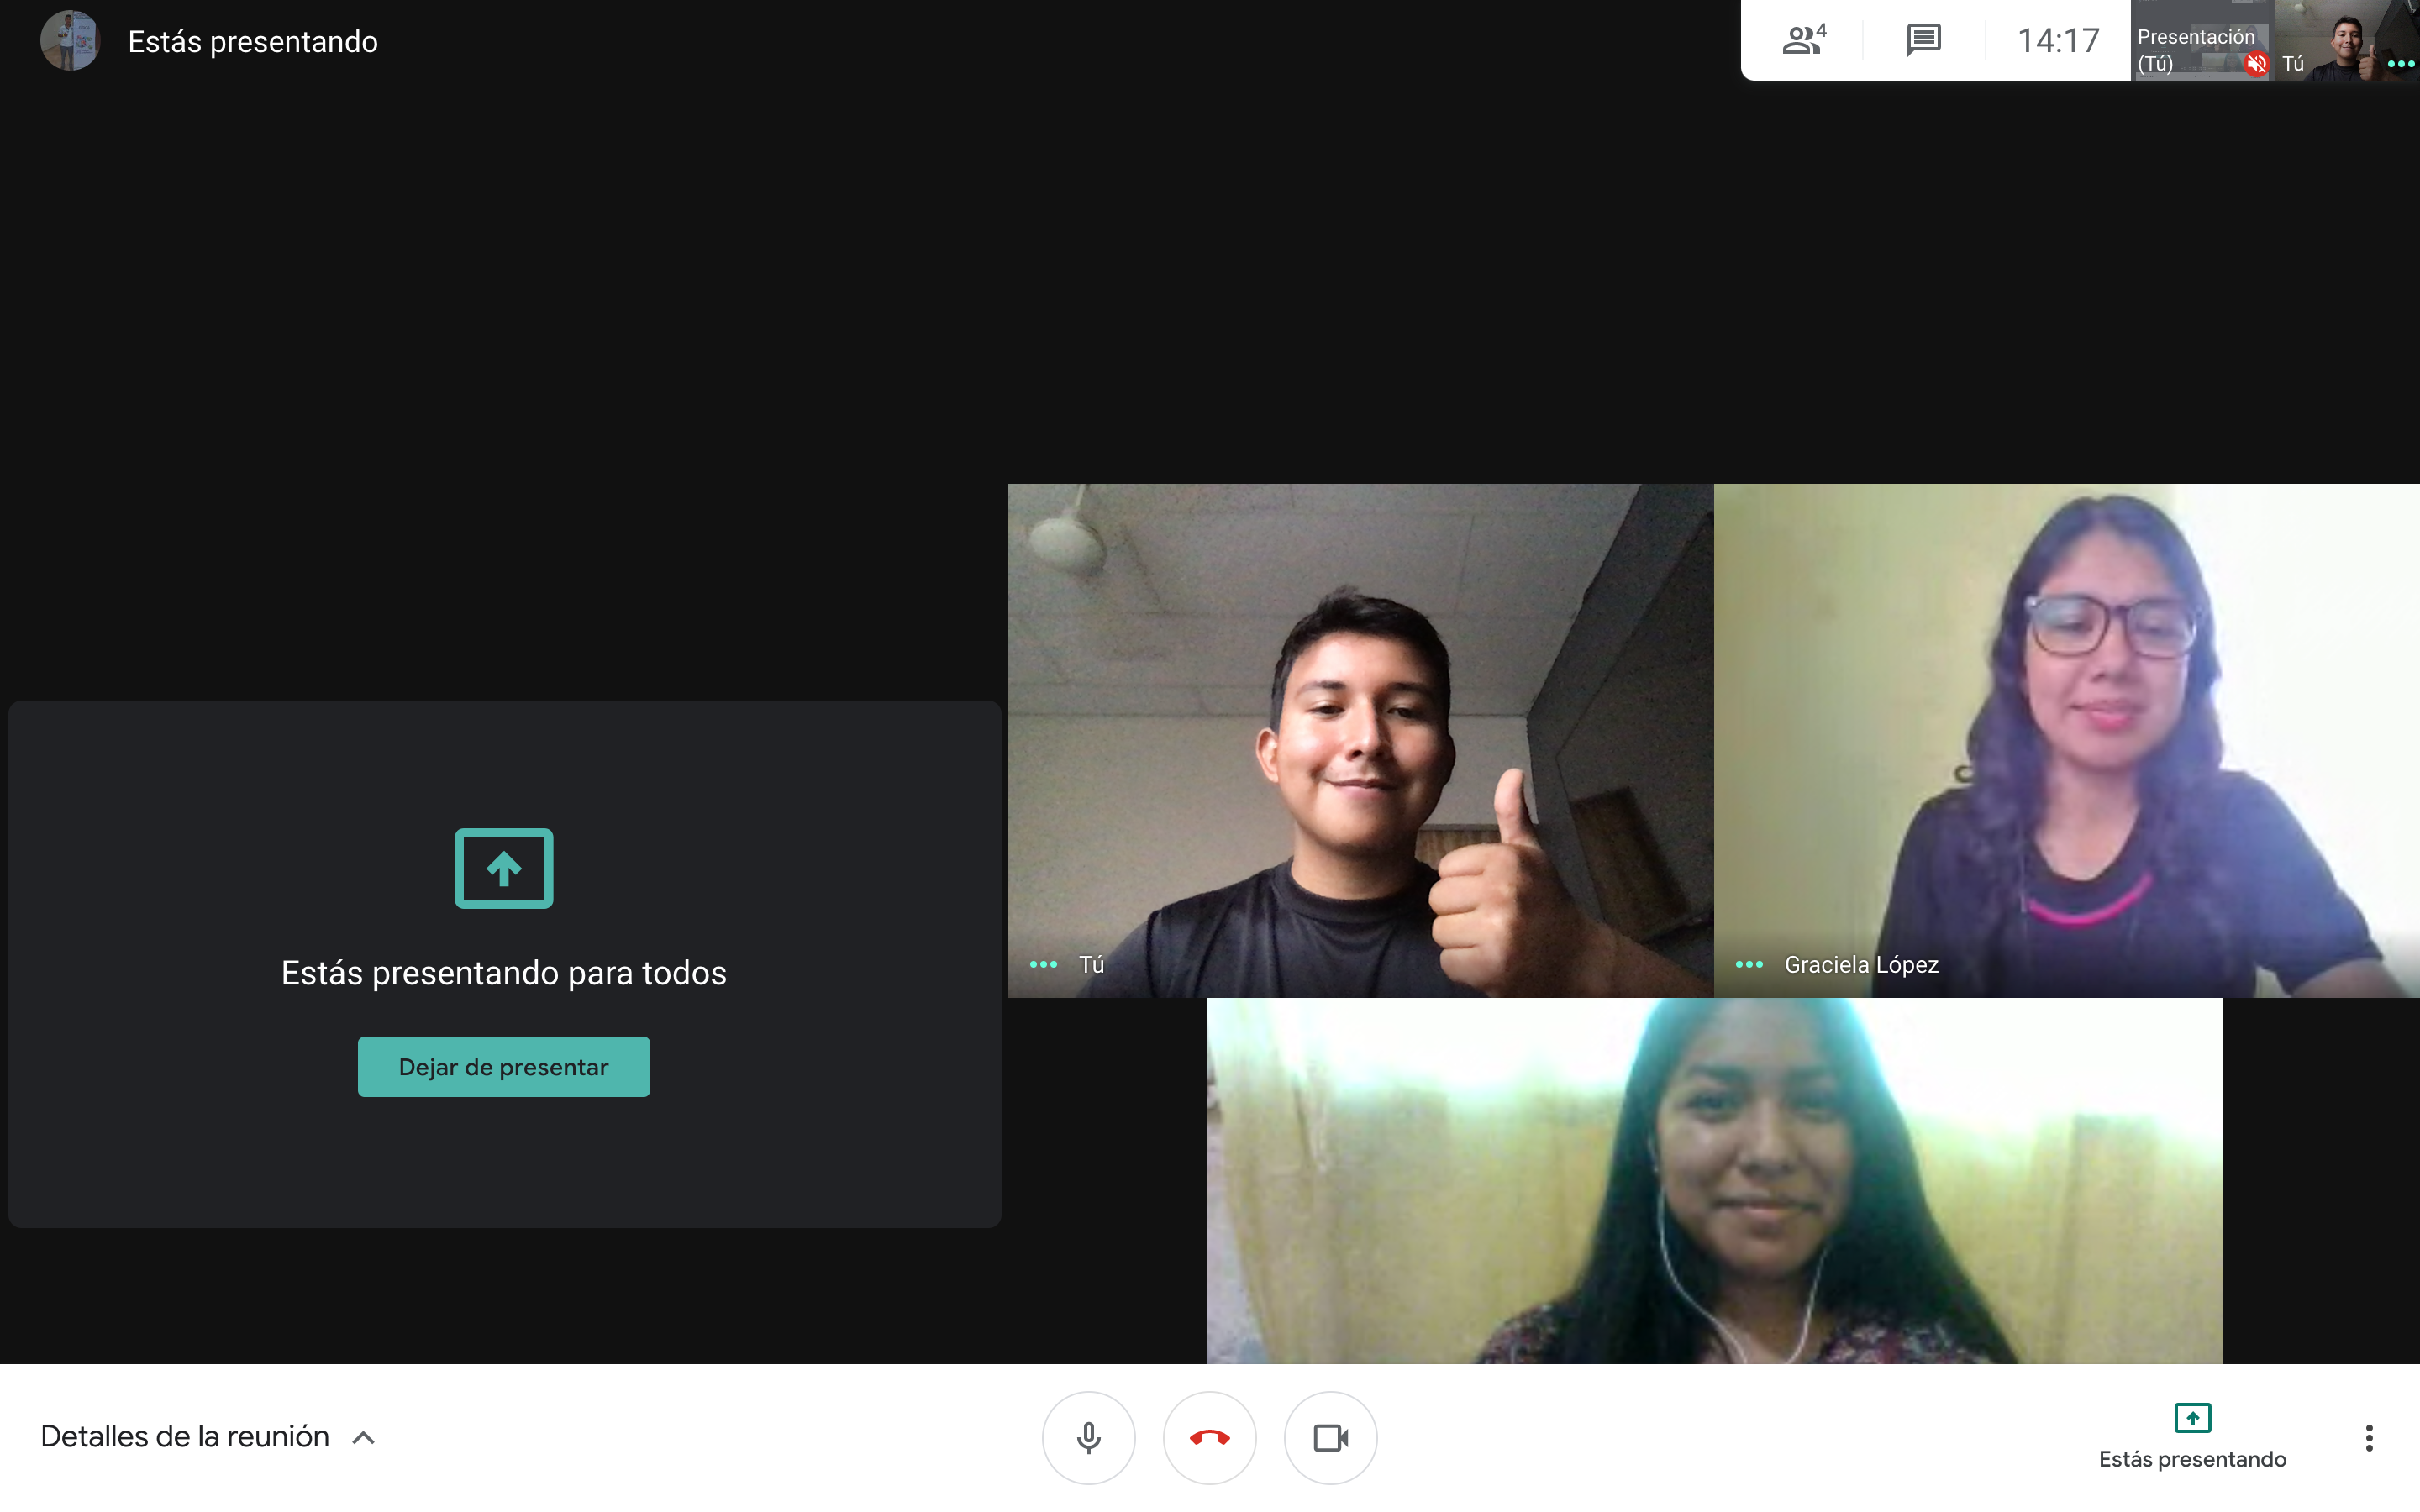 Estás presentando
4
14:17
Presentación
(Tú)
Tú
Tú
Graciela López
Estás presentando para todos
Dejar de presentar
Detalles de la reunión
Estás presentando